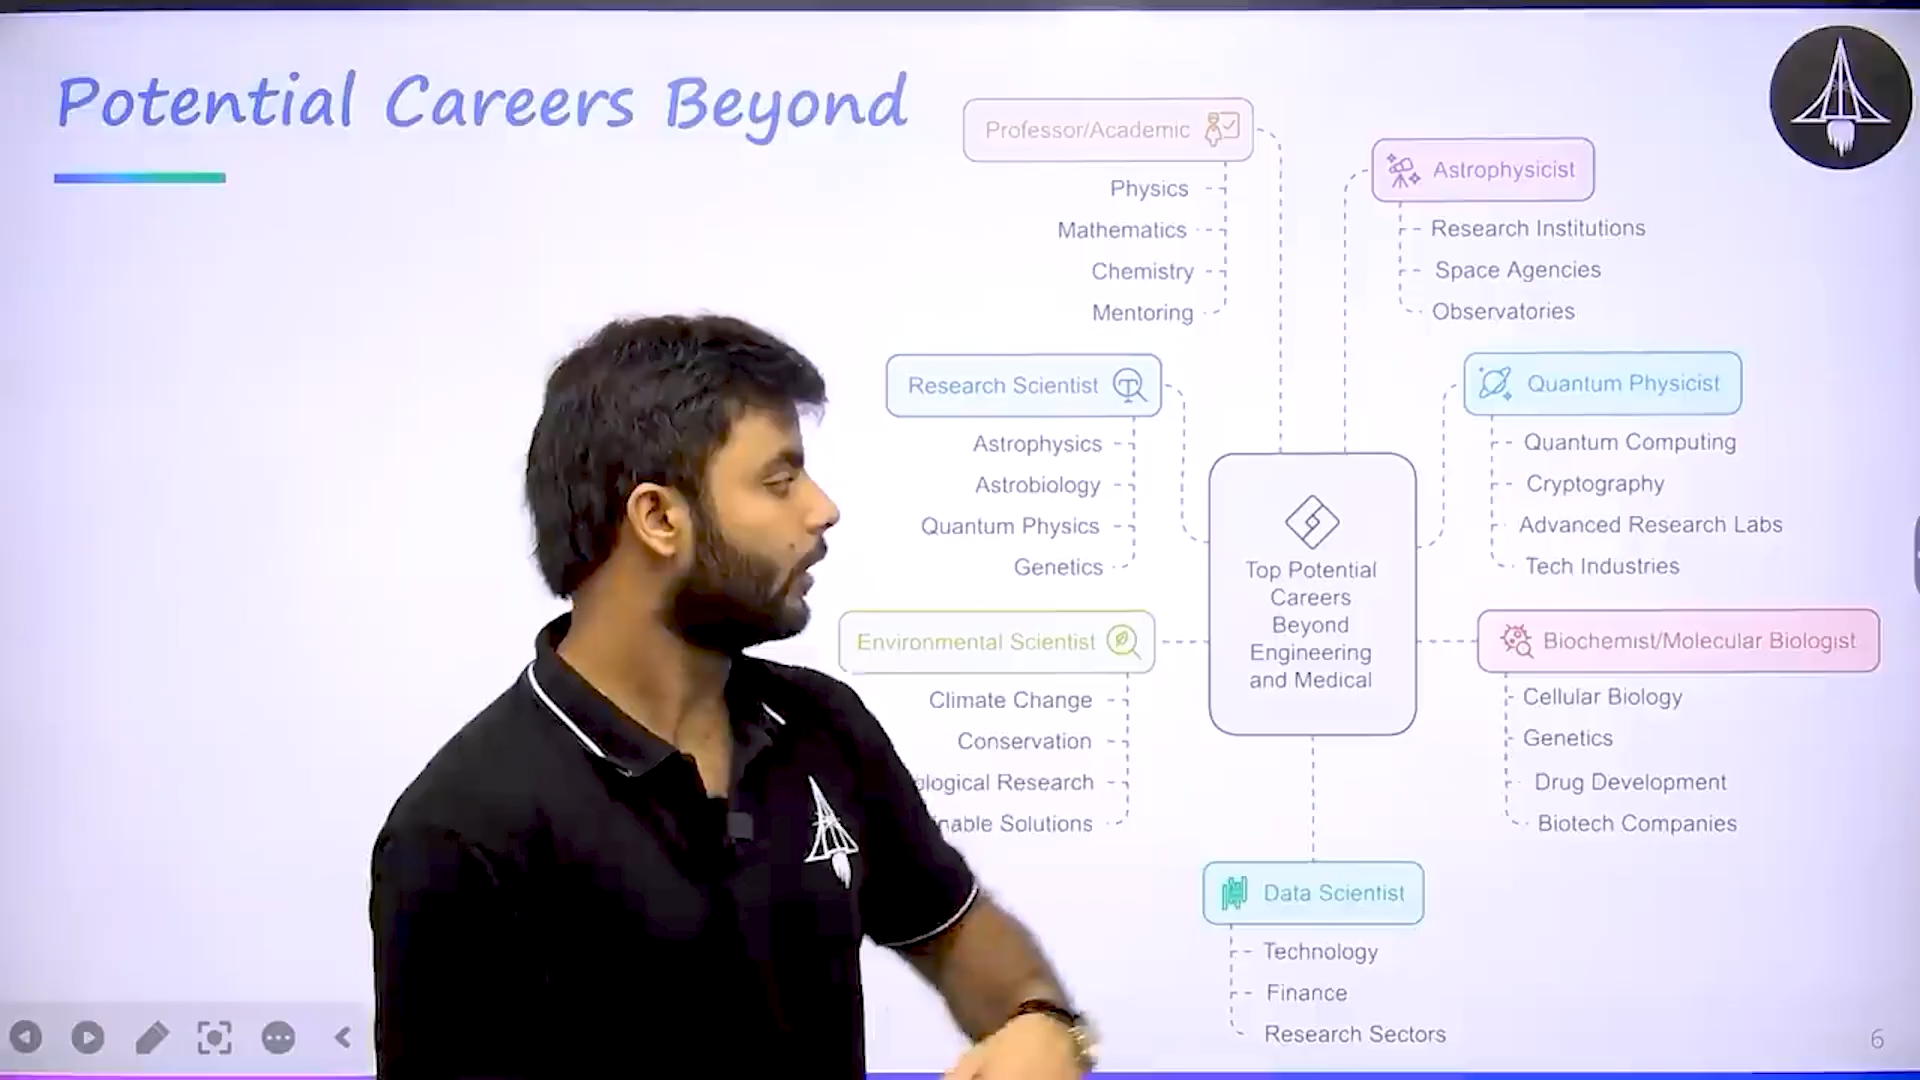 Potential Careers Beyond
Professor/Academic
Physics
Mathematics
Chemistry
Mentoring
Astrophysicist
Research Institutions
Space Agencies
Observatories
Research Scientist
Astrophysics
Astrobiology
Quantum Physics
Genetics
Quantum Physicist
Quantum Computing
Cryptography
Advanced Research Labs
Tech Industries
Top Potential
Careers
Beyond
Engineering
and Medical
Environmental Scientist
Climate Change
Conservation
Research
Solutions
Biochemist/Molecular Biologist
Cellular Biology
Genetics
Drug Development
Biotech Companies
Data Scientist
Technology
Finance
Research Sectors
6